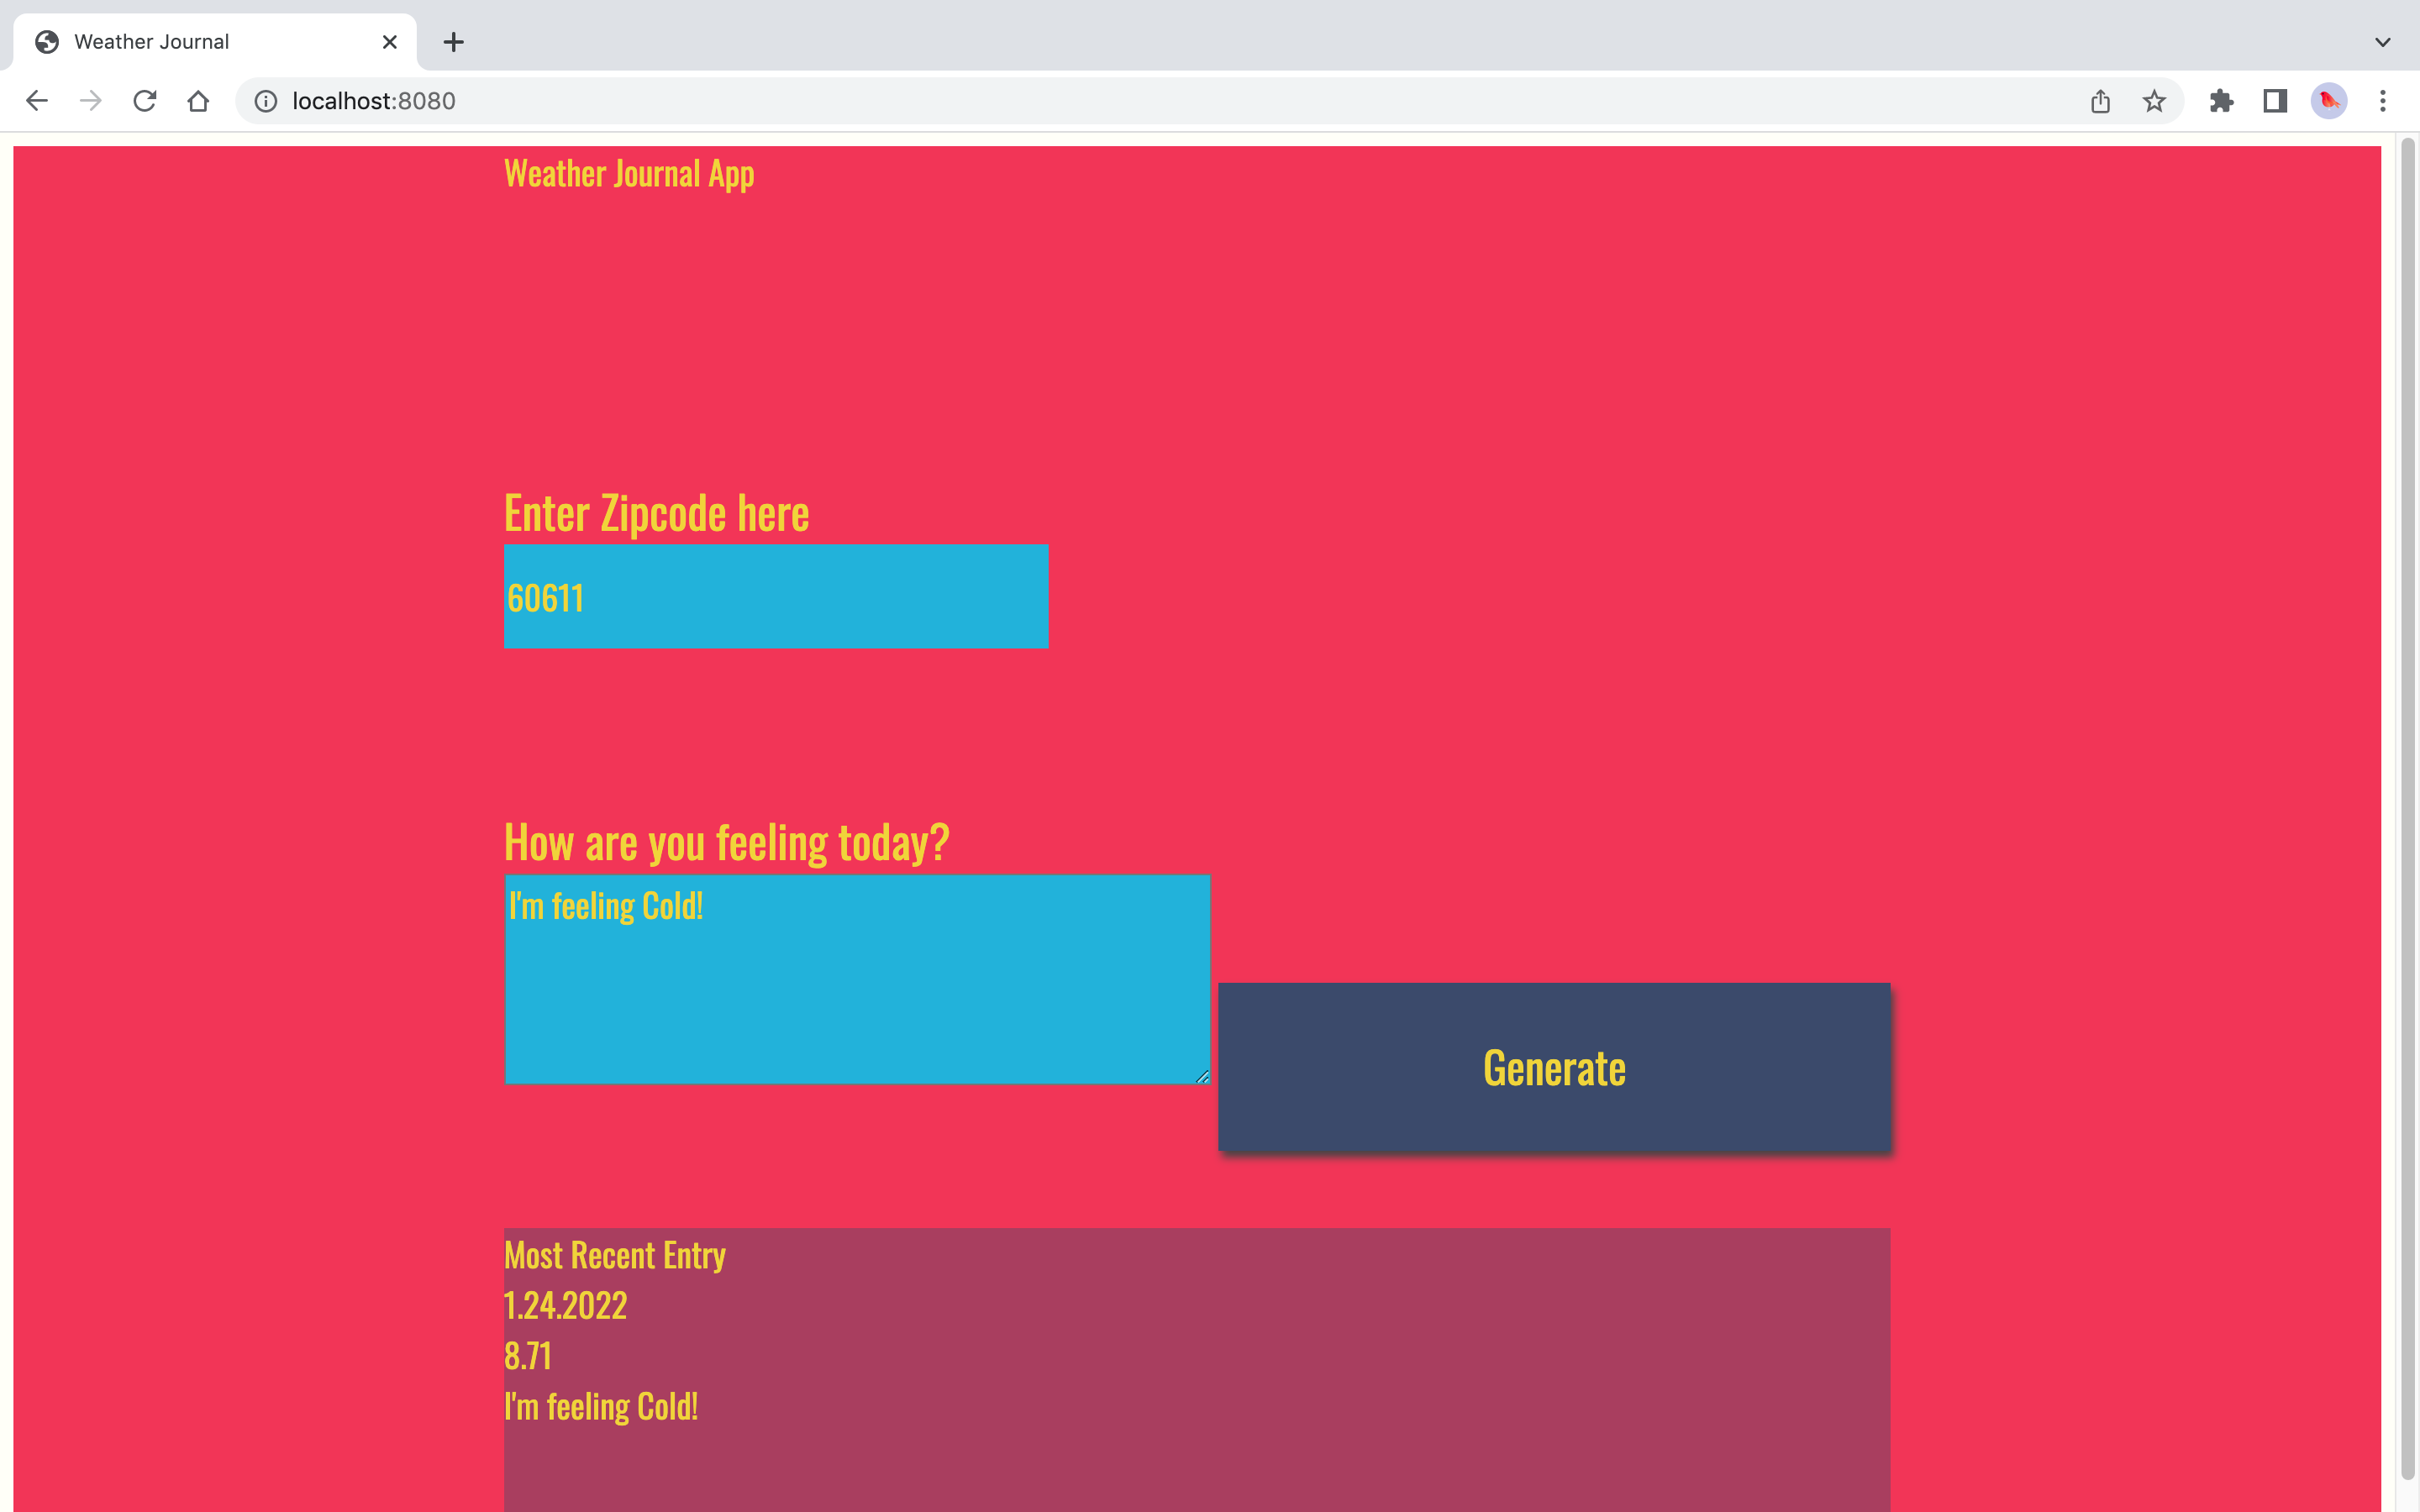 Weather Journal
localhost:8080
Weather Journal App
Enter Zipcode here
60611
How are you feeling today?
I'm feeling Cold!
Generate
Most Recent Entry
1.24.2022
8.71
I'm feeling Cold!